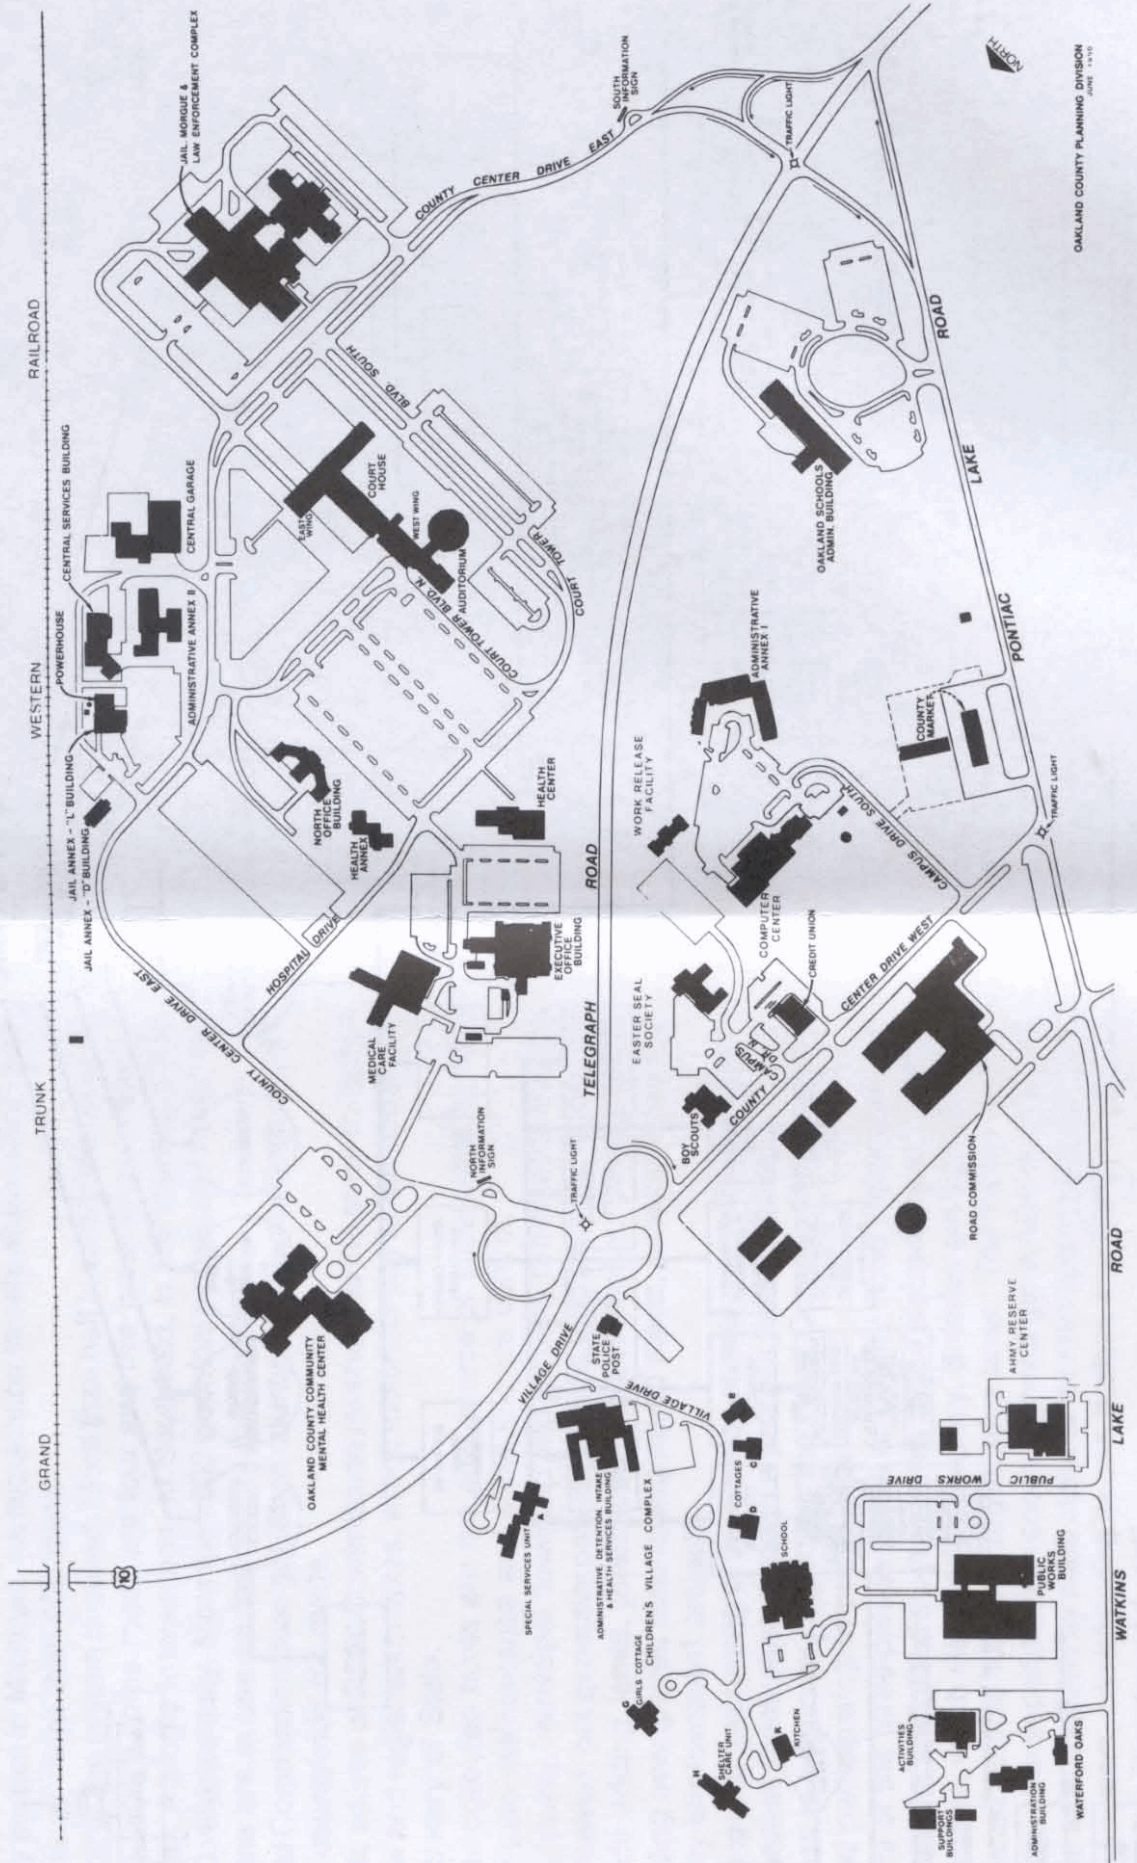 GRAND
TRUNK
WESTERN
RAILROAD
10
JAIL, MORGUE &
LAW ENFORCEMENT COMPLEX
CENTRAL SERVICES BUILDING
POWERHOUSE
JAIL ANNEX - "L" BUILDING
JAIL ANNEX - "D" BUILDING
CENTRAL GARAGE
ADMINISTRATIVE ANNEX II
COUNTY CENTER DRIVE EAST
COUNTY CENTER DRIVE EAST
SOUTH
INFORMATION
SIGN
SOUTH BLVD
EAST
WING
COURT
HOUSE
WEST WING
AUDITORIUM
COURT TOWER BLVD N.
COURT TOWER
NORTH
OFFICE
BUILDING
HEALTH
ANNEX
HEALTH
CENTER
HOSPITAL DRIVE
MEDICAL
CARE
FACILITY
EXECUTIVE
OFFICE
BUILDING
NORTH
INFORMATION
SIGN
OAKLAND COUNTY COMMUNITY
MENTAL HEALTH CENTER
TRAFFIC LIGHT
TELEGRAPH ROAD
TRAFFIC LIGHT
NORTH
OAKLAND COUNTY PLANNING DIVISION
JUNE
OAKLAND SCHOOLS
ADMIN. BUILDING
ADMINISTRATIVE
ANNEX I
WORK RELEASE
FACILITY
COMPUTER
CENTER
CREDIT UNION
EASTER SEAL
SOCIETY
BOY
SCOUTS
CAMPUS DR. N.
CAMPUS DRIVE SOUTH
COUNTY CENTER DRIVE WEST
COUNTY
MARKET
TRAFFIC LIGHT
PONTIAC LAKE ROAD
ROAD COMMISSION
VILLAGE DRIVE
STATE
POLICE
POST
VILLAGE DRIVE
SPECIAL SERVICES UNIT
A
ADMINISTRATIVE, DETENTION, INTAKE
& HEALTH SERVICES BUILDING
CHILDREN'S VILLAGE COMPLEX
COTTAGES
E
C
D
SCHOOL
G
GIRLS COTTAGE
H
SHELTER
CARE UNIT
K
KITCHEN
ARMY RESERVE
CENTER
PUBLIC WORKS DRIVE
PUBLIC
WORKS
BUILDING
ACTIVITIES
BUILDING
SUPPORT
BUILDINGS
ADMINISTRATION
BUILDING
WATERFORD OAKS
WATKINS LAKE ROAD